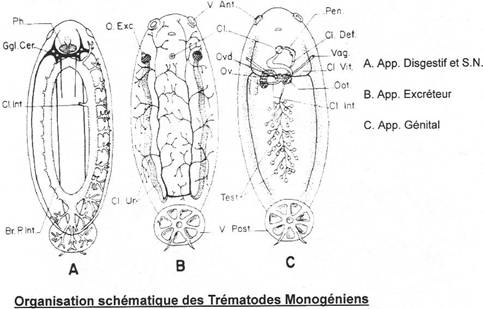 Ph.
Ggl.Cer.
Cl.Int
Br.P.Int.
A
O.Exc
Cl Ur
B
V Ant.
Cl.
Ovd
Ov.
Test
V Post.
C
Pen.
Cl. Def.
Vag.
Cl Vit.
Oot
Cl Int
A. App. Disgestif et S.N.
B. App. Excréteur
C. App. Génital
Organisation schématique des Trématodes Monogéniens